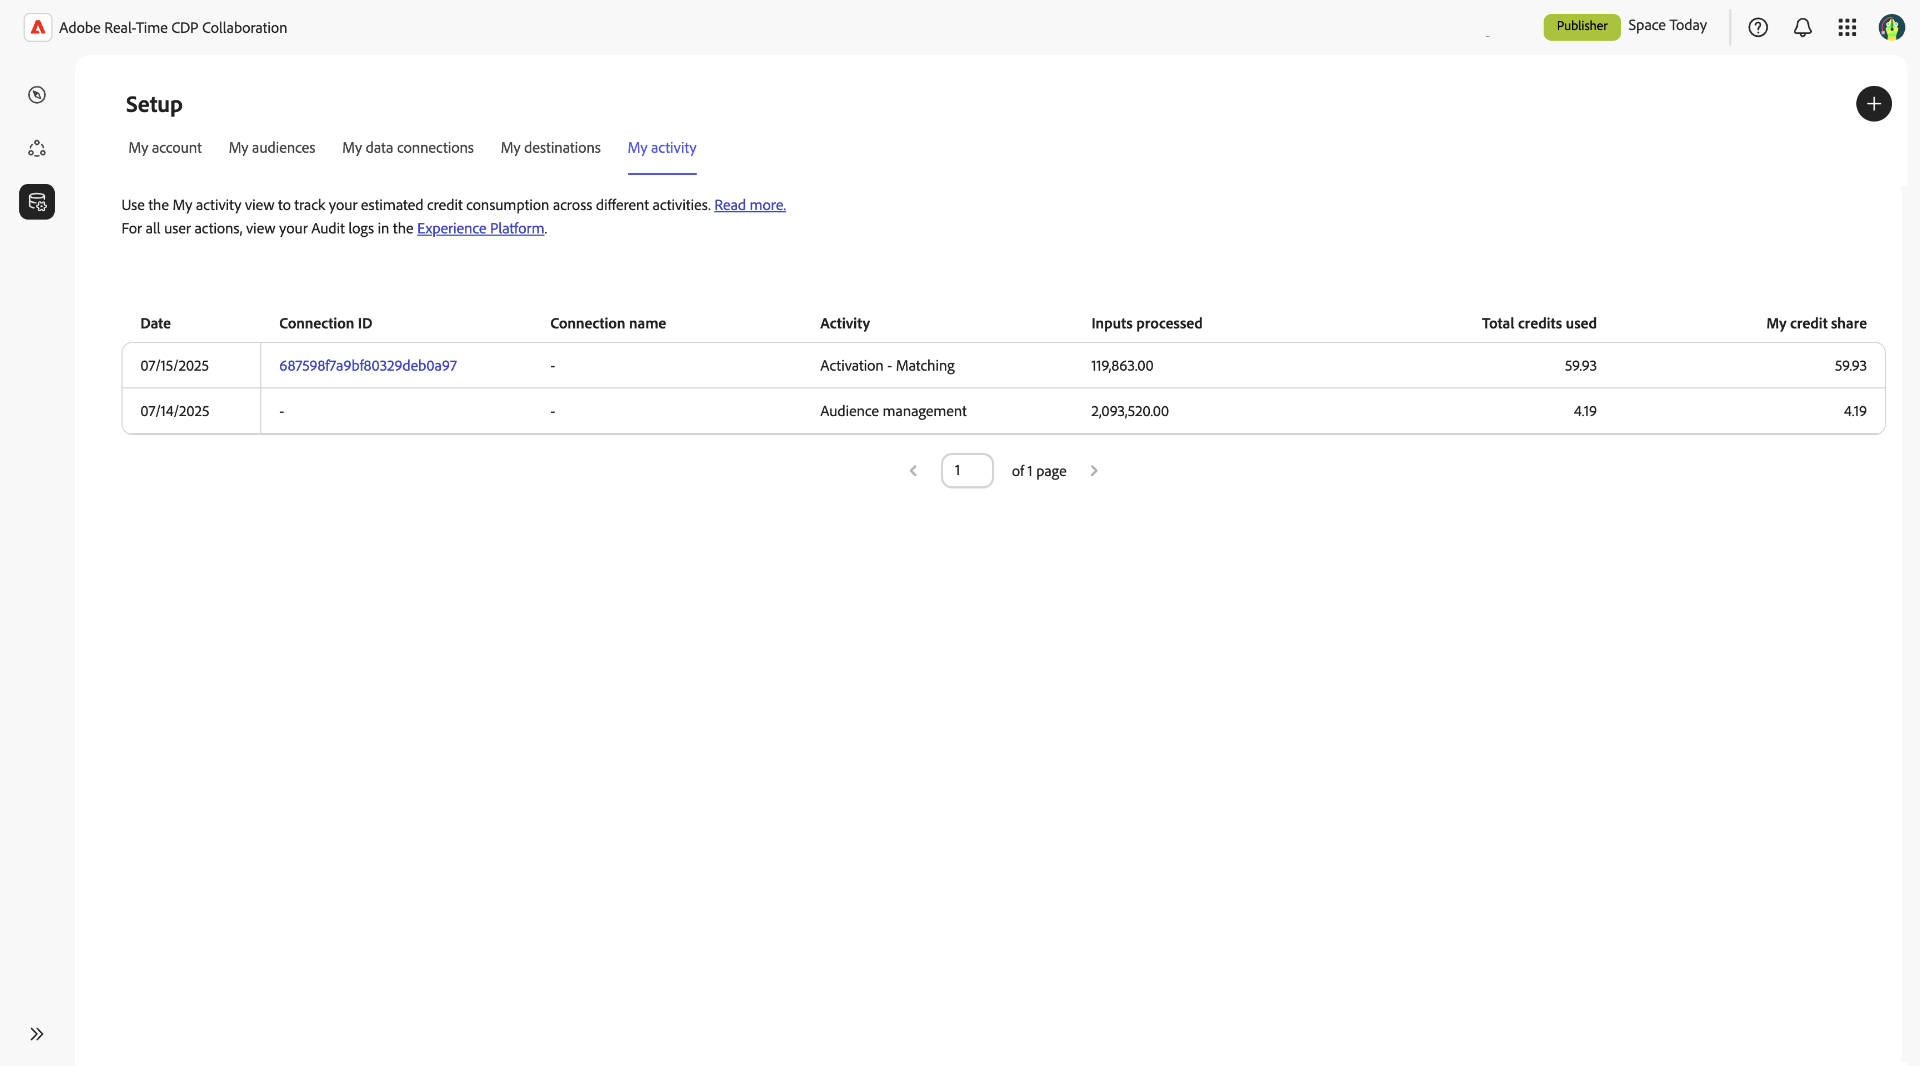 Adobe Real-Time CDP Collaboration
Publisher Space Today
Setup
My account My audiences My data connections My destinations My activity
Use the My activity view to track your estimated credit consumption across different activities. Read more.
For all user actions, view your Audit logs in the Experience Platform.
Date Connection ID Connection name Activity Inputs processed Total credits used My credit share
07/15/2025 687598f7a9bf80329deb0a97 - Activation - Matching 119,863.00 59.93 59.93
07/14/2025 - - Audience management 2,093,520.00 4.19 4.19
1 of 1 page